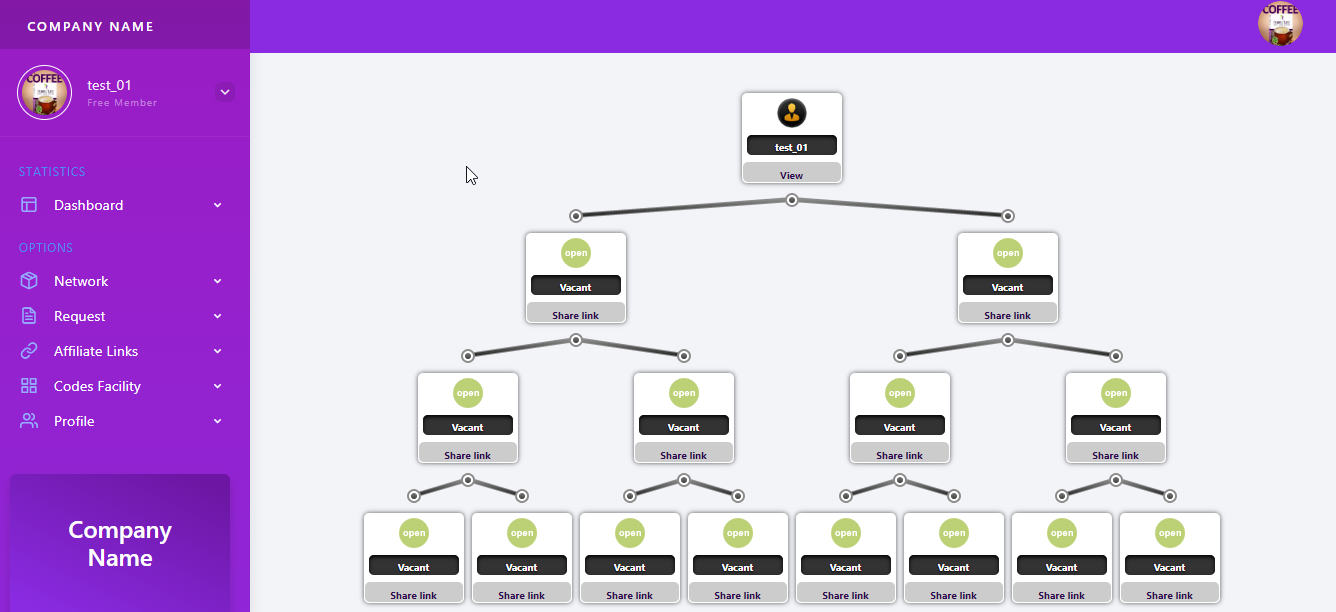 COMPANY NAME
COFFEE
COFFEE
test_01
Free Member
STATISTICS
Dashboard
OPTIONS
Network
Request
Affiliate Links
Codes Facility
Profile
Company
Name
test_01
View
open open
Vacant Vacant
Share link Share link
open open open open
Vacant Vacant Vacant Vacant
Share link Share link Share link Share link
open open open open open open open open
Vacant Vacant Vacant Vacant Vacant Vacant Vacant Vacant
Share link Share link Share link Share link Share link Share link Share link Share link